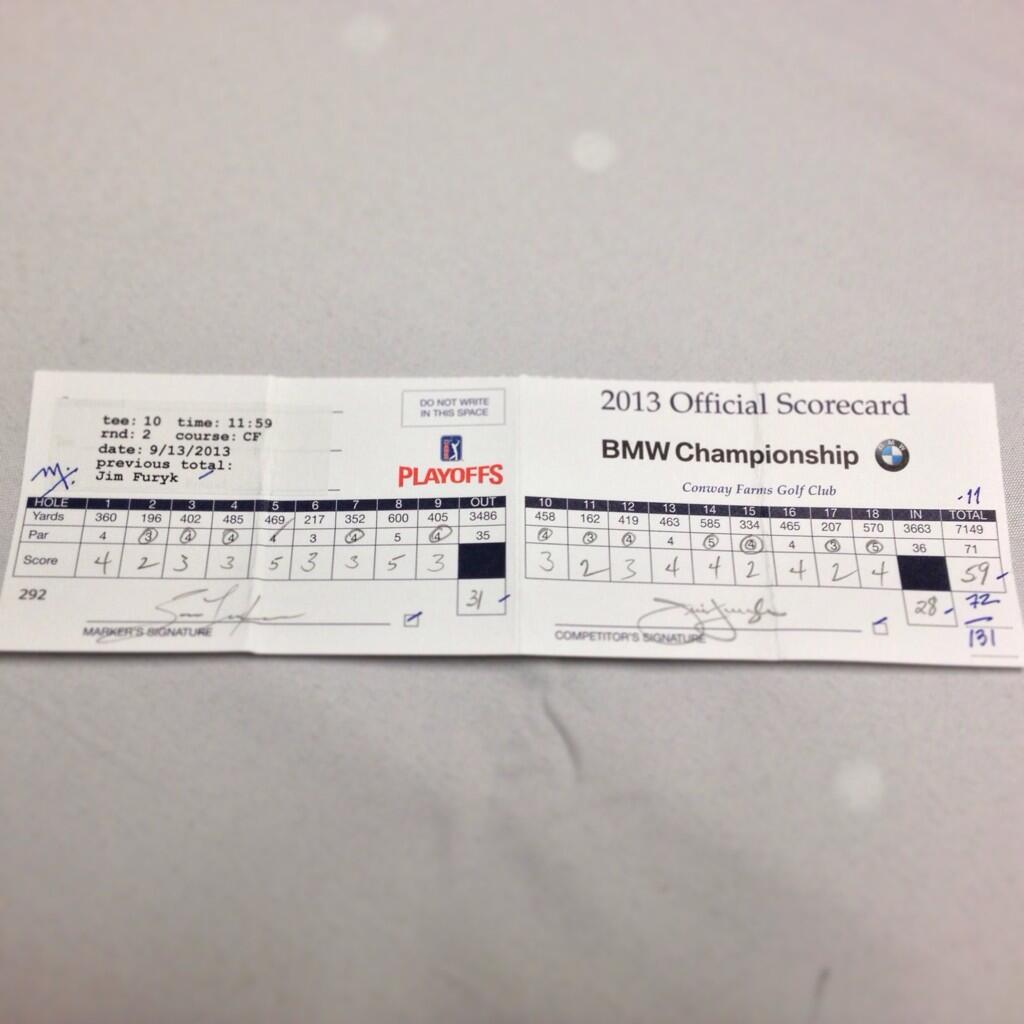 DO NOT WRITE
IN THIS SPACE
tee: 10 time: 11:59
rnd: 2 course: CF
date: 9/13/2013
previous total:
Jim Furyk
PLAYOFFS
HOLE 1 2 3 4 5 6 7 8 9 OUT
Yards 360 196 402 485 469 217 352 600 405 3486
Par 4 3 4 4 4 3 4 5 4 35
Score 4 2 3 3 5 3 3 5 3
31
292
MARKER'S SIGNATURE
2013 Official Scorecard
BMW Championship
BMW
Conway Farms Golf Club
-11
10 11 12 13 14 15 16 17 18 IN TOTAL
458 162 419 463 585 334 465 207 570 3663 7149
4 3 4 4 5 4 4 3 5 36 71
3 2 3 4 4 2 4 2 4 59
28 72
131
COMPETITOR'S SIGNATURE